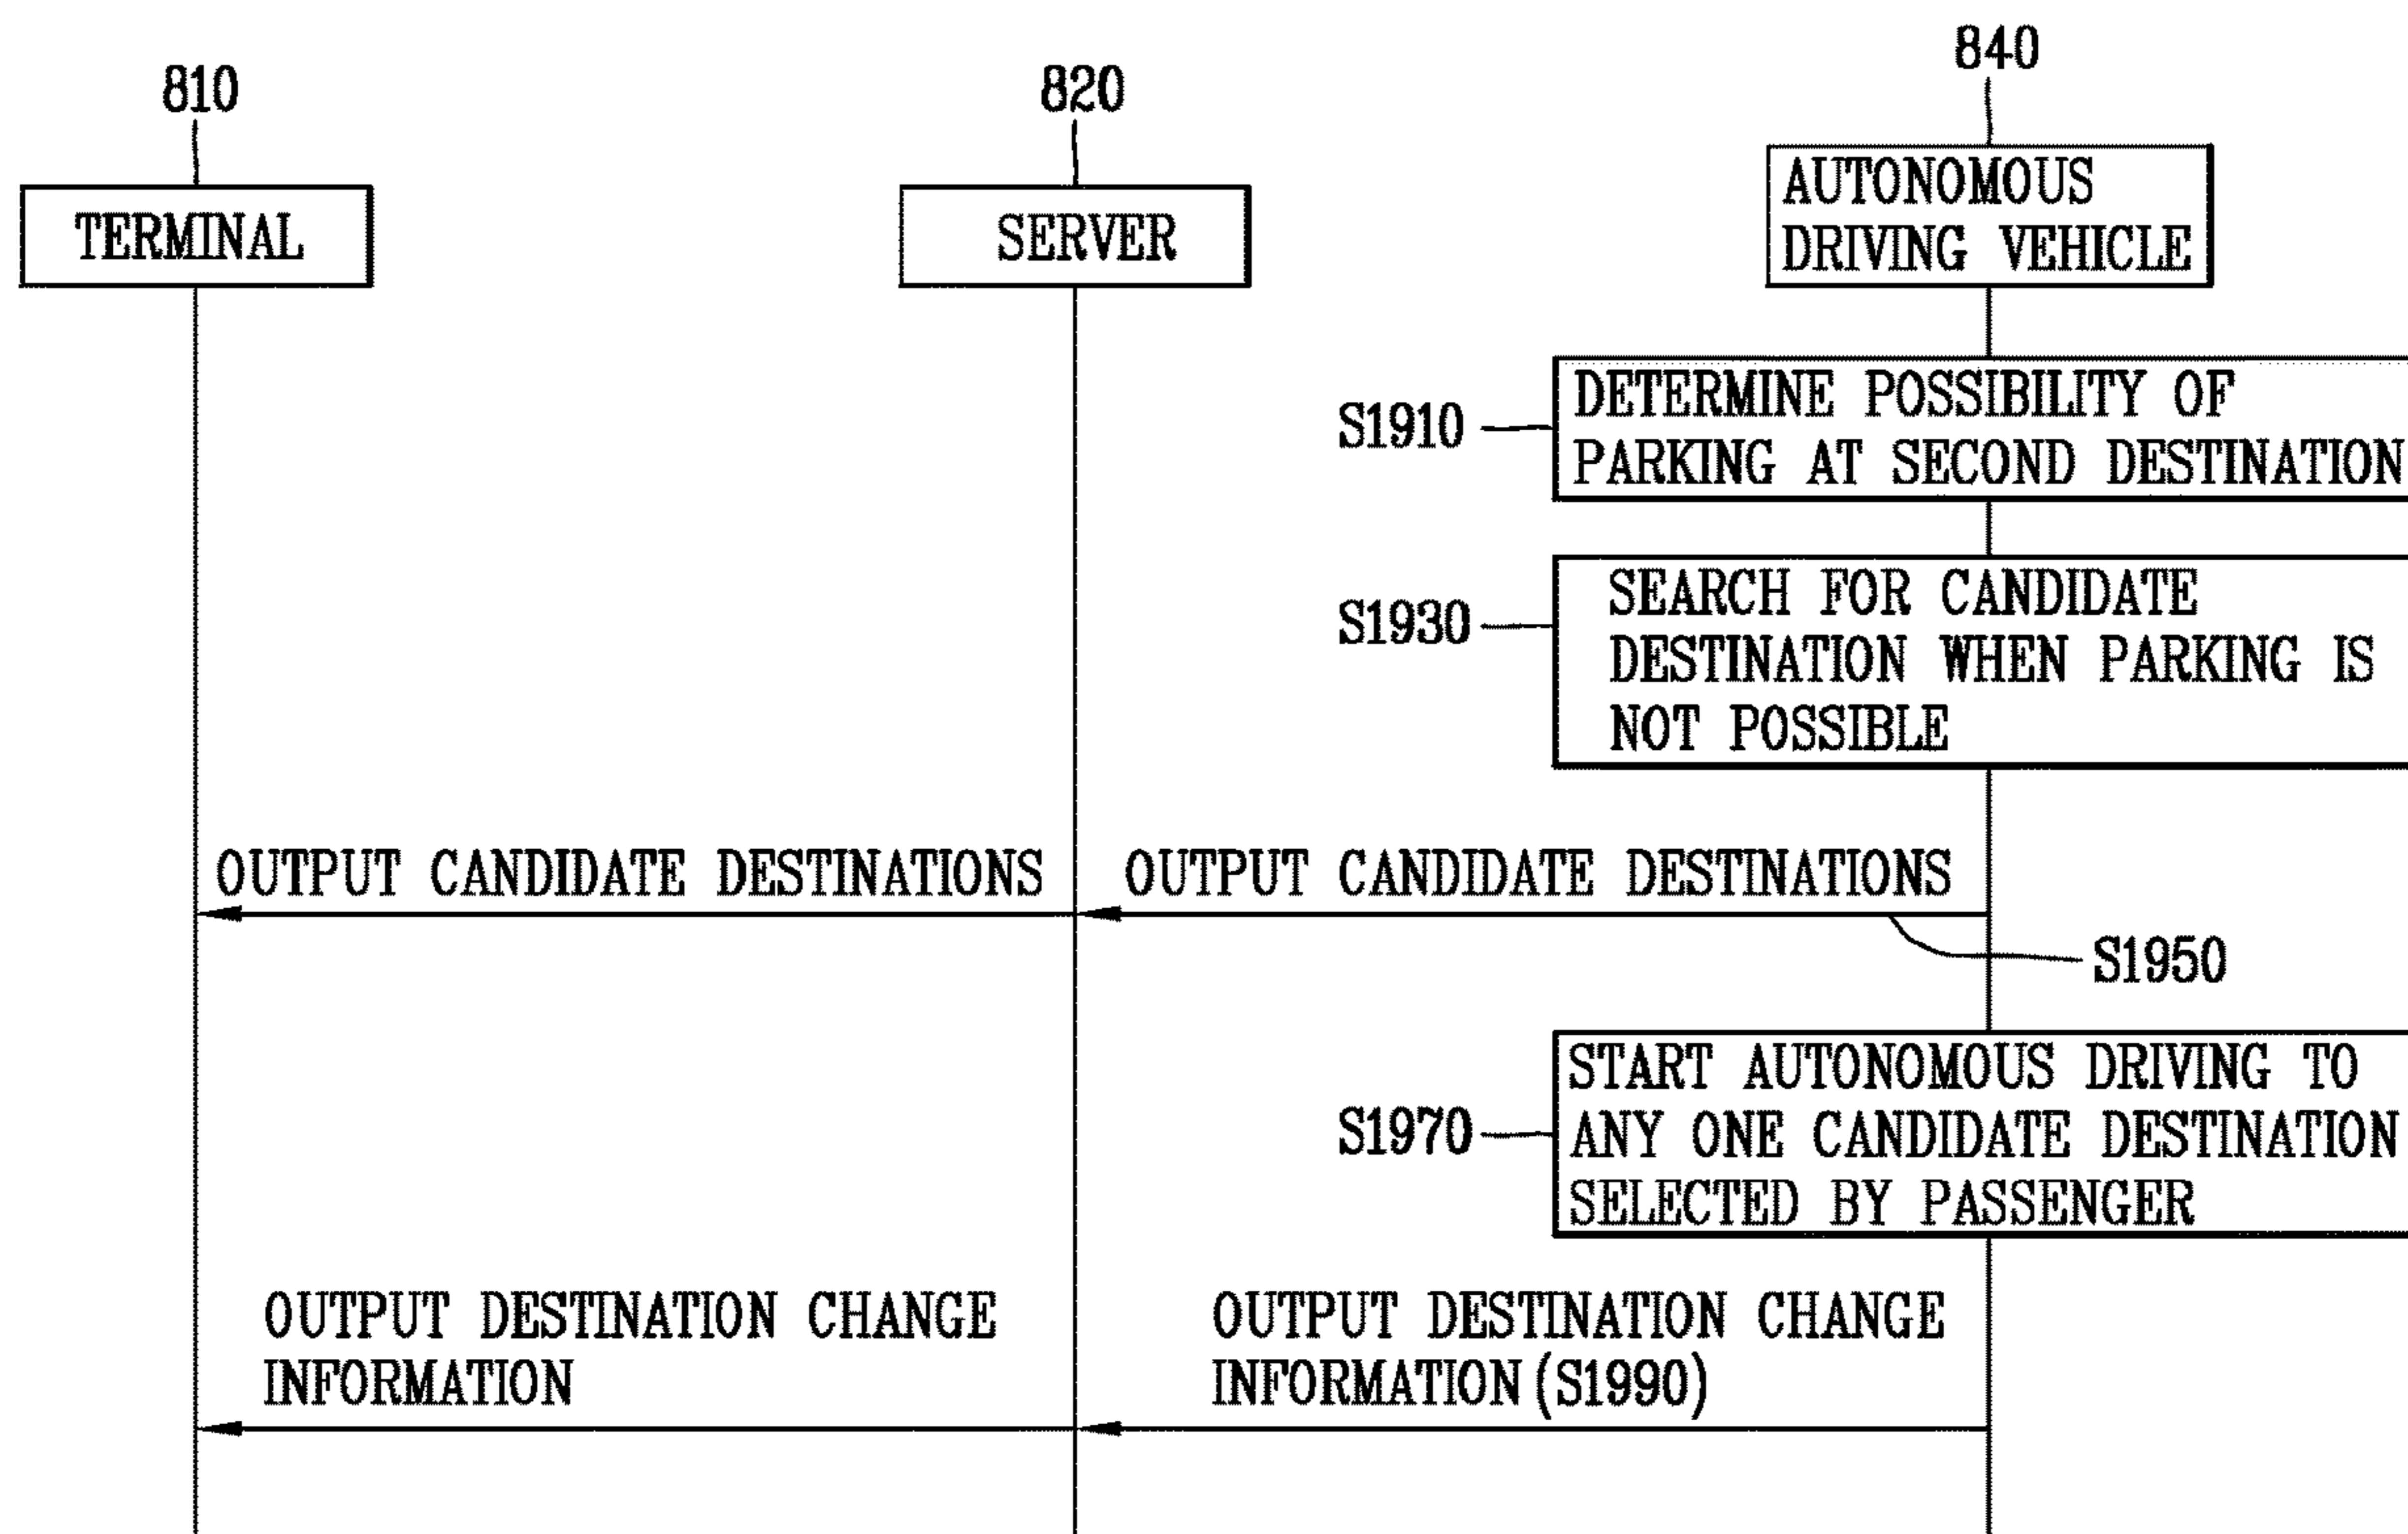 810
820
840
TERMINAL
SERVER
AUTONOMOUS
DRIVING VEHICLE
S1910
DETERMINE POSSIBILITY OF
PARKING AT SECOND DESTINATION
S1930
SEARCH FOR CANDIDATE
DESTINATION WHEN PARKING IS
NOT POSSIBLE
OUTPUT CANDIDATE DESTINATIONS
OUTPUT CANDIDATE DESTINATIONS
S1950
S1970
START AUTONOMOUS DRIVING TO
ANY ONE CANDIDATE DESTINATION
SELECTED BY PASSENGER
OUTPUT DESTINATION CHANGE
INFORMATION
OUTPUT DESTINATION CHANGE
INFORMATION (S1990)